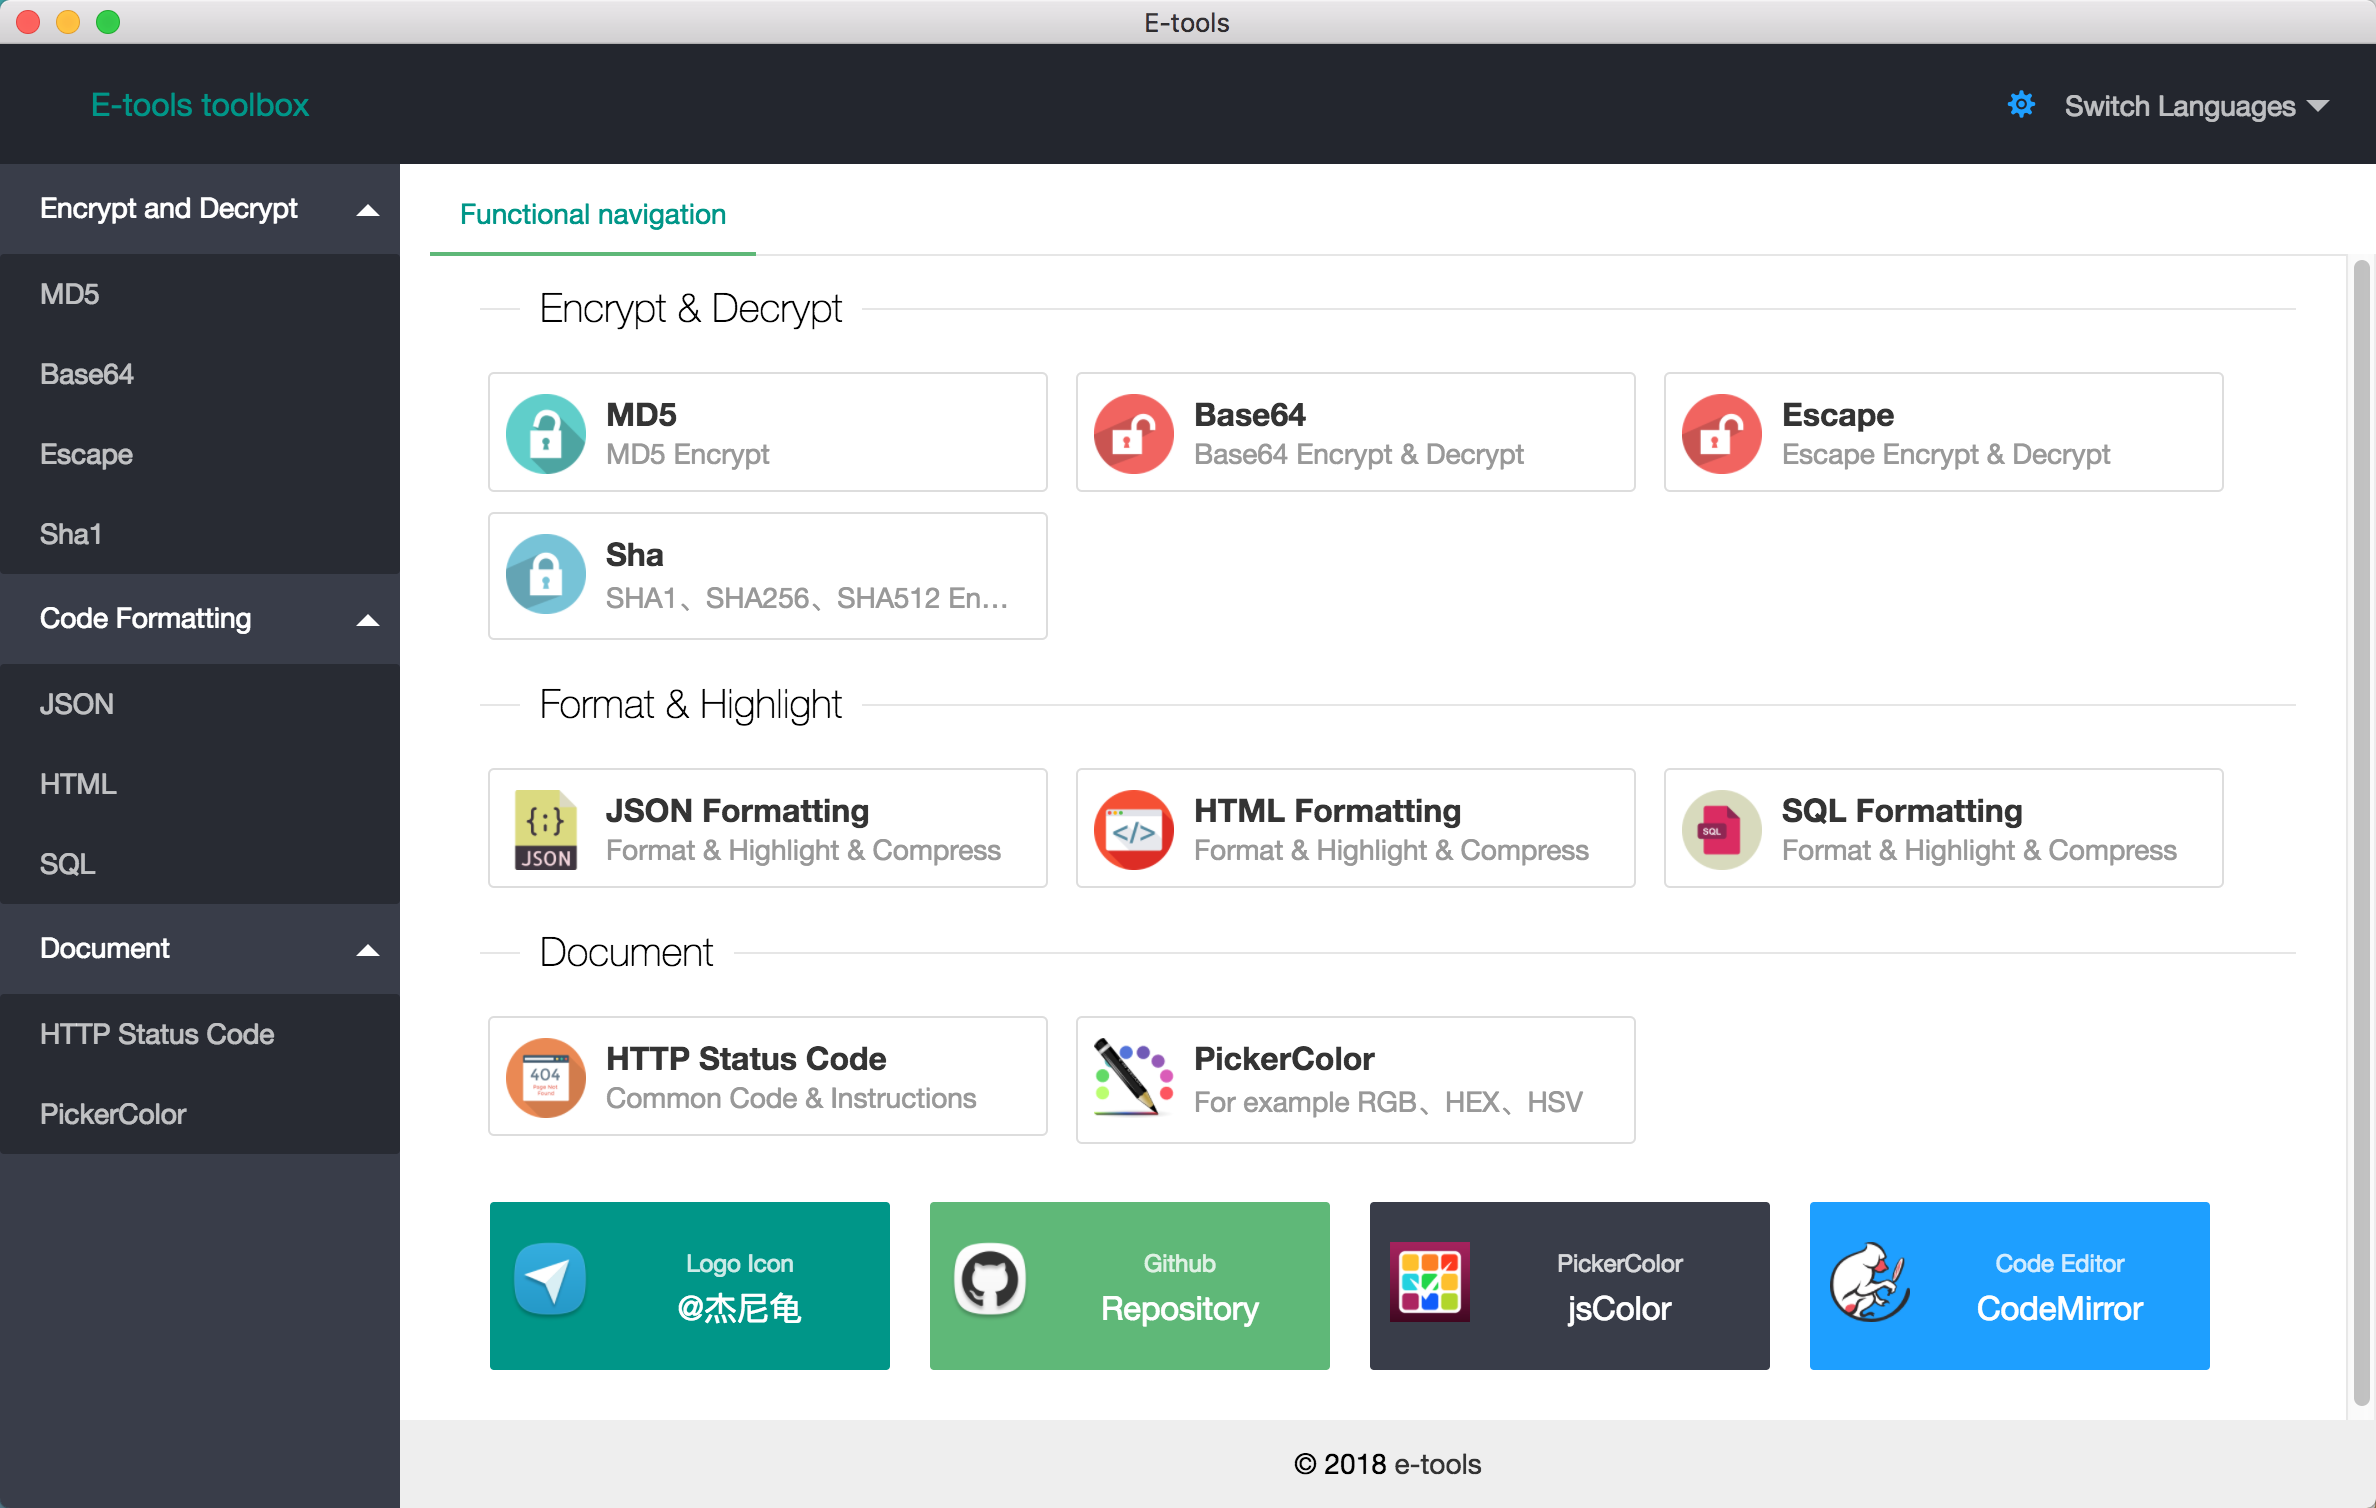 E-tools
E-tools toolbox
Switch Languages
Encrypt and Decrypt
MD5
Base64
Escape
Sha1
Code Formatting
JSON
HTML
SQL
Document
HTTP Status Code
PickerColor
Functional navigation
Encrypt & Decrypt
MD5
MD5 Encrypt
Base64
Base64 Encrypt & Decrypt
Escape
Escape Encrypt & Decrypt
Sha
SHA1、SHA256、SHA512 En...
Format & Highlight
{:}
JSON
JSON Formatting
Format & Highlight & Compress
</>
HTML Formatting
Format & Highlight & Compress
SQL
SQL Formatting
Format & Highlight & Compress
Document
404
Page Not
Found
HTTP Status Code
Common Code & Instructions
PickerColor
For example RGB、HEX、HSV
Logo Icon
@杰尼龟
Github
Repository
PickerColor
jsColor
Code Editor
CodeMirror
© 2018 e-tools